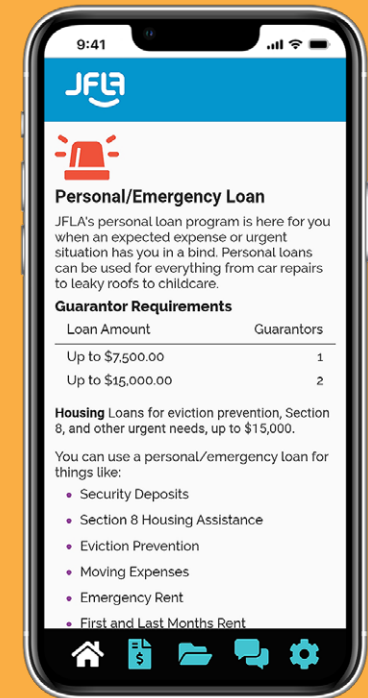 9:41
JFLA
Personal/Emergency Loan
JFLA's personal loan program is here for you
when an expected expense or urgent
situation has you in a bind. Personal loans
can be used for everything from car repairs
to leaky roofs to childcare.
Guarantor Requirements
Loan Amount Guarantors
Up to $7,500.00 1
Up to $15,000.00 2
Housing Loans for eviction prevention, Section
8, and other urgent needs, up to $15,000.
You can use a personal/emergency loan for
things like:
• Security Deposits
• Section 8 Housing Assistance
• Eviction Prevention
• Moving Expenses
• Emergency Rent
• First and Last Months Rent
$